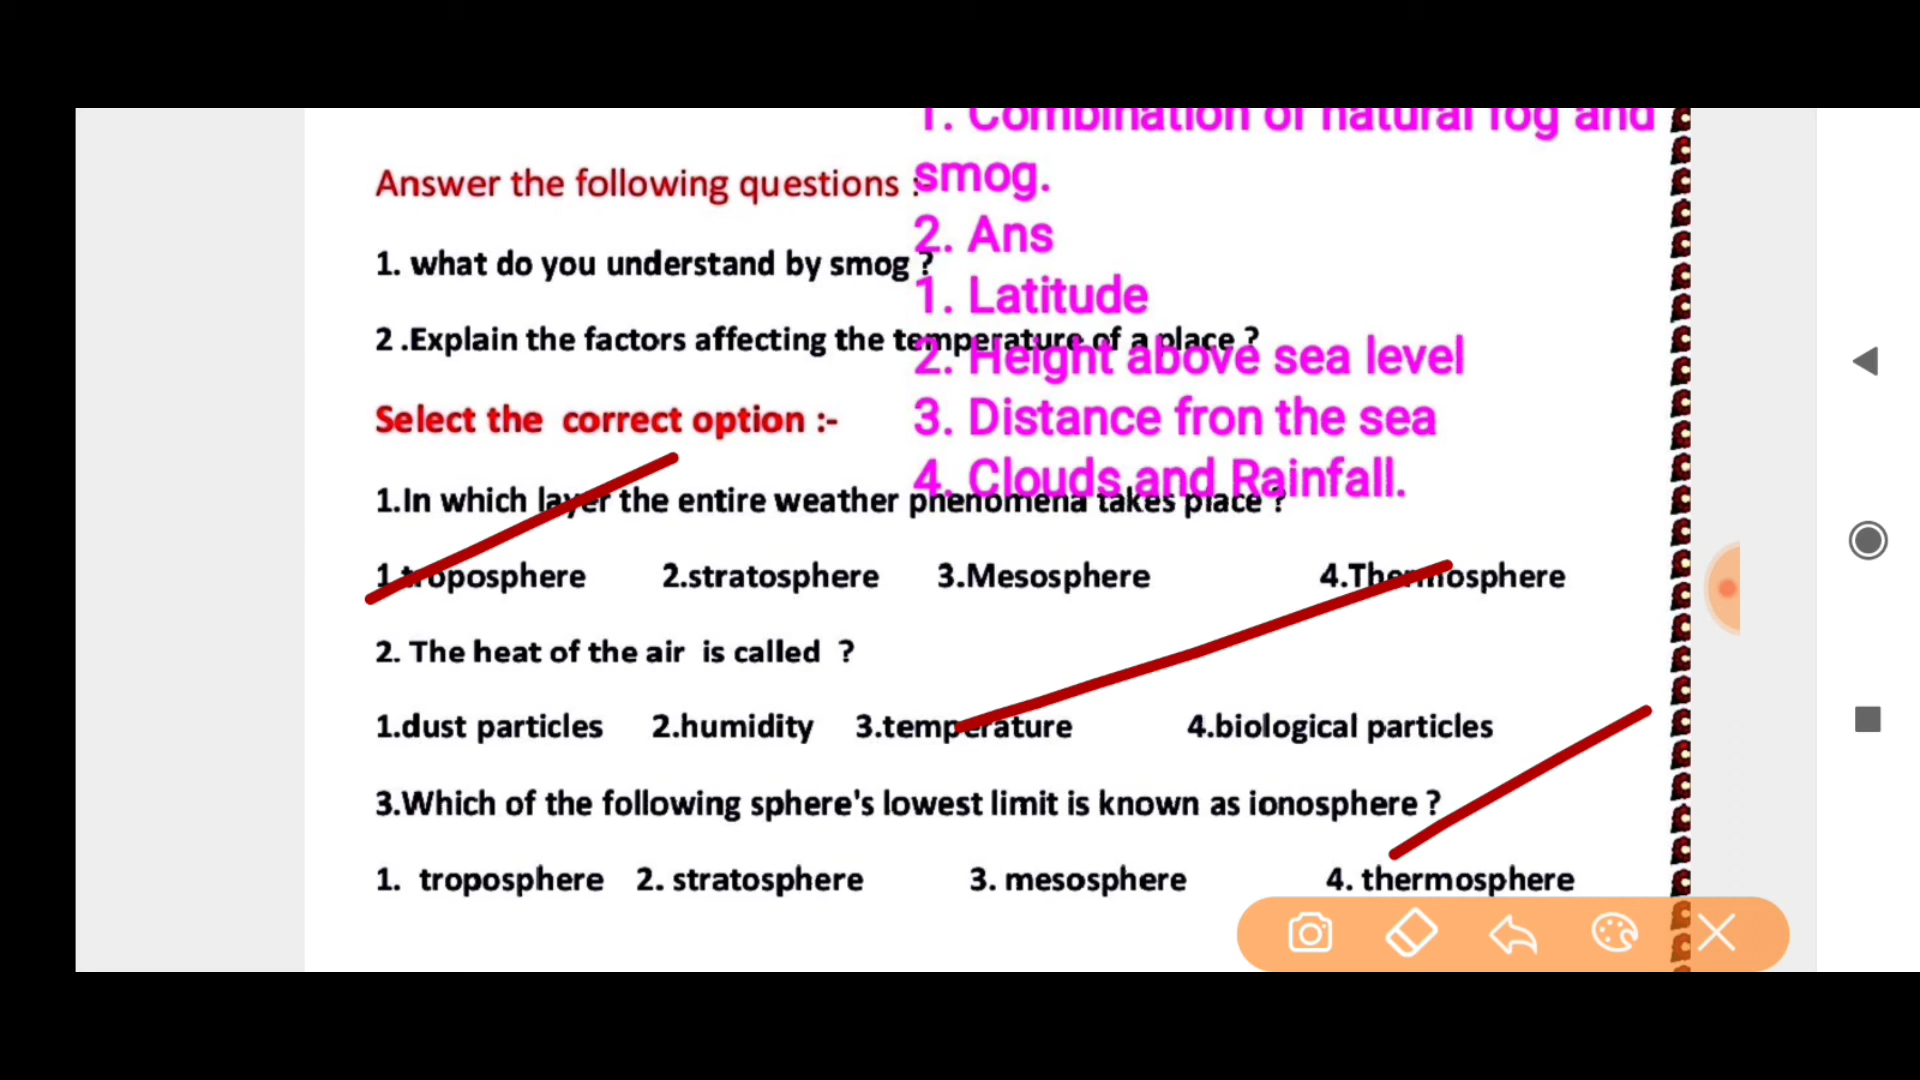 1. Combination of natural fog and
smog.
Answer the following questions :
2. Ans
1. what do you understand by smog ?
1. Latitude
2 .Explain the factors affecting the temperature of a place ?
2. Height above sea level
Select the correct option :-
3. Distance fron the sea
4. Clouds and Rainfall.
1.In which layer the entire weather phenomena takes place ?
1.troposphere 2.stratosphere 3.Mesosphere 4.Thermosphere
2. The heat of the air is called ?
1.dust particles 2.humidity 3.temperature 4.biological particles
3.Which of the following sphere's lowest limit is known as ionosphere ?
1. troposphere 2. stratosphere 3. mesosphere 4. thermosphere